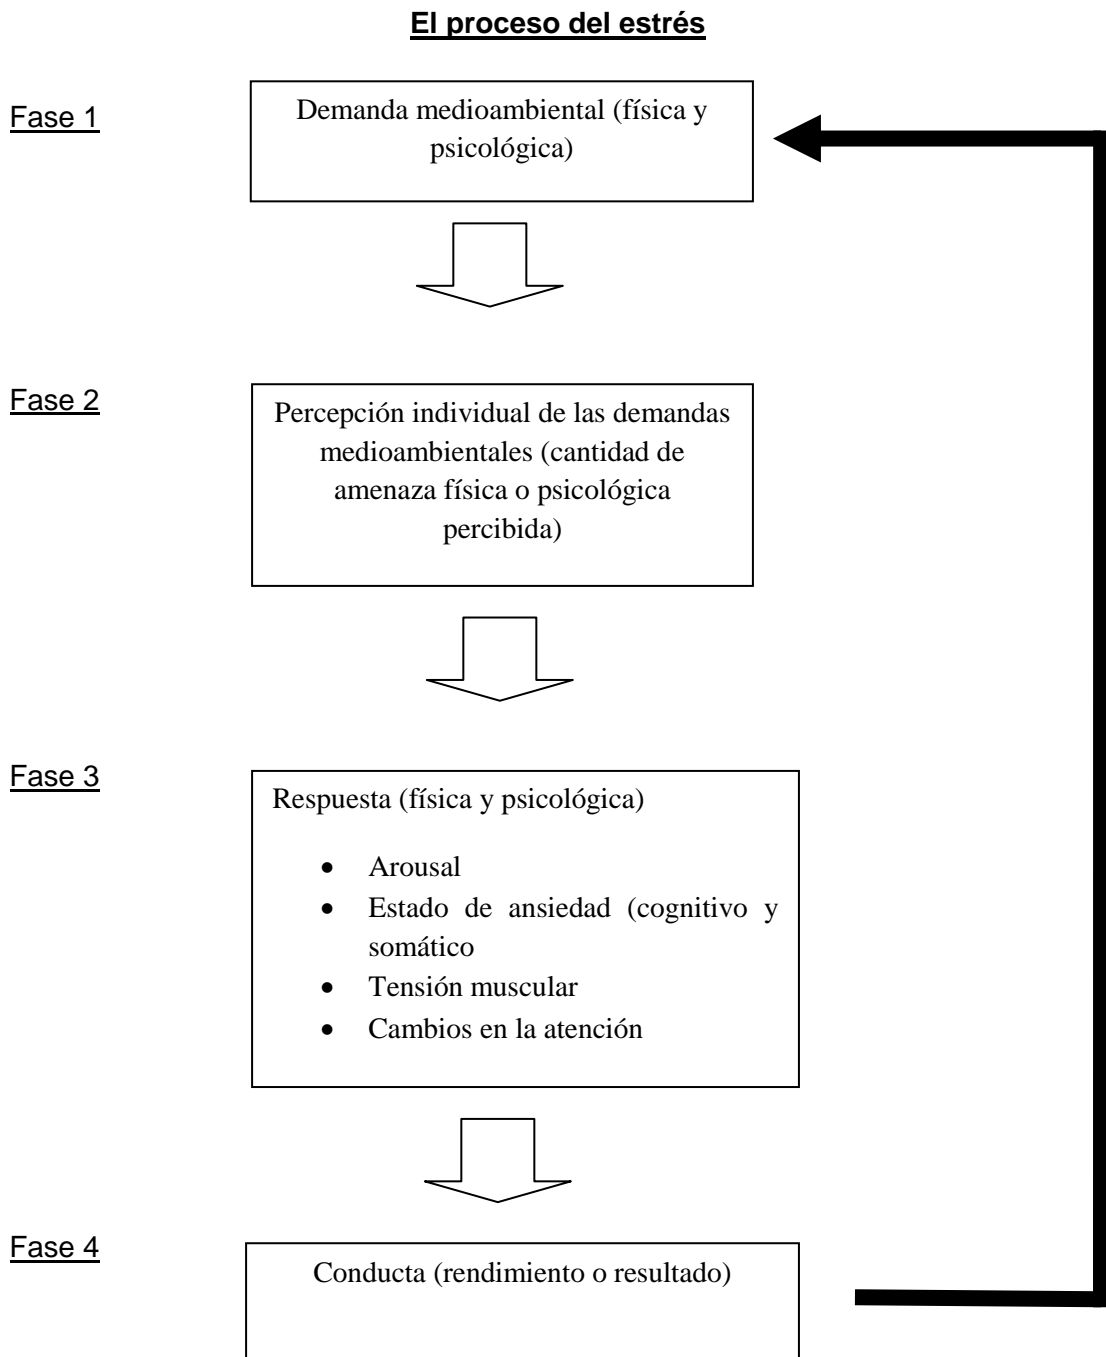 El proceso del estrés
Fase 1
Demanda medioambiental (física y
psicológica)
Fase 2
Percepción individual de las demandas
medioambientales (cantidad de
amenaza física o psicológica
percibida)
Fase 3
Respuesta (física y psicológica)
• Arousal
• Estado de ansiedad (cognitivo y
somático
• Tensión muscular
• Cambios en la atención
Fase 4
Conducta (rendimiento o resultado)